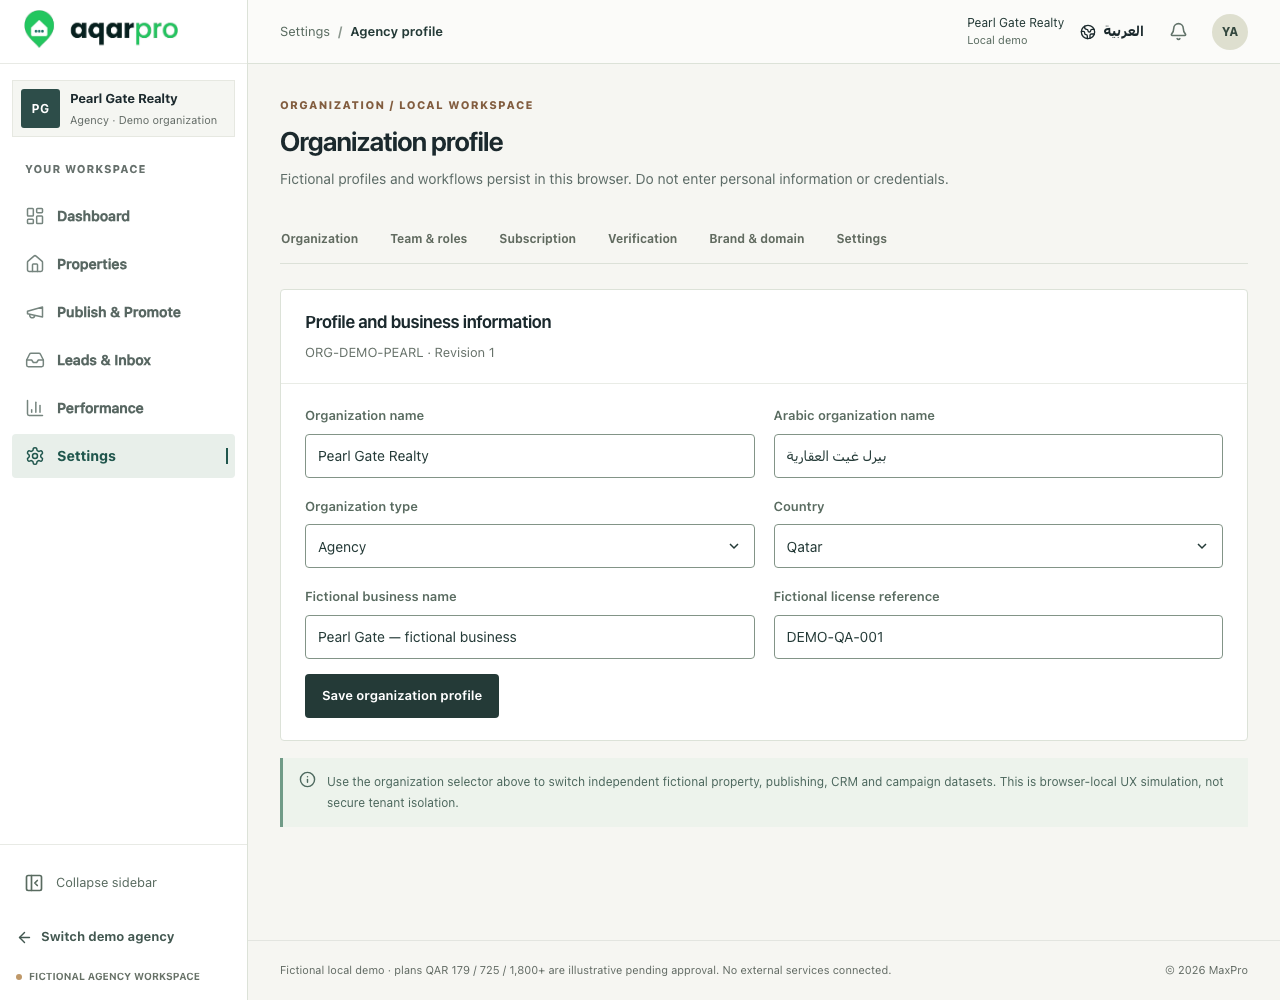 aqarpro
Settings / Agency profile
Pearl Gate Realty
Local demo
العربية
YA
PG
Pearl Gate Realty
Agency · Demo organization
YOUR WORKSPACE
Dashboard
Properties
Publish & Promote
Leads & Inbox
Performance
Settings
Collapse sidebar
Switch demo agency
FICTIONAL AGENCY WORKSPACE
ORGANIZATION / LOCAL WORKSPACE
Organization profile
Fictional profiles and workflows persist in this browser. Do not enter personal information or credentials.
Organization Team & roles Subscription Verification Brand & domain Settings
Profile and business information
ORG-DEMO-PEARL · Revision 1
Organization name
Pearl Gate Realty
Arabic organization name
بيرل غيت العقارية
Organization type
Agency
Country
Qatar
Fictional business name
Pearl Gate — fictional business
Fictional license reference
DEMO-QA-001
Save organization profile
Use the organization selector above to switch independent fictional property, publishing, CRM and campaign datasets. This is browser-local UX simulation, not
secure tenant isolation.
Fictional local demo · plans QAR 179 / 725 / 1,800+ are illustrative pending approval. No external services connected.
© 2026 MaxPro